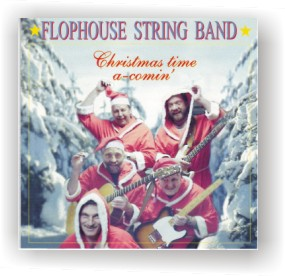 FLOPHOUSE STRING BAND
Christmas time
a-comin'